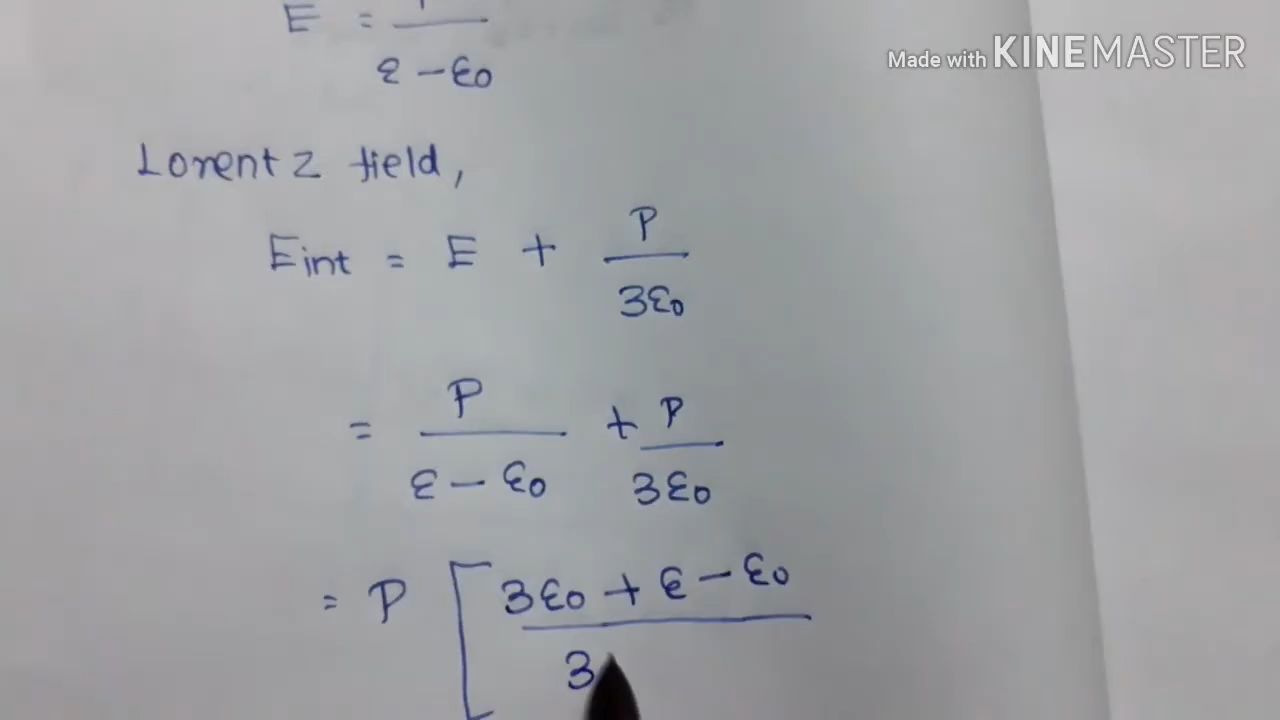 E =
ε - ε0
Made with KINEMASTER
Lorentz field,
Eint = E + P / 3ε0
= P / ε - ε0 + P / 3ε0
= P [ 3ε0 + ε - ε0 / 3